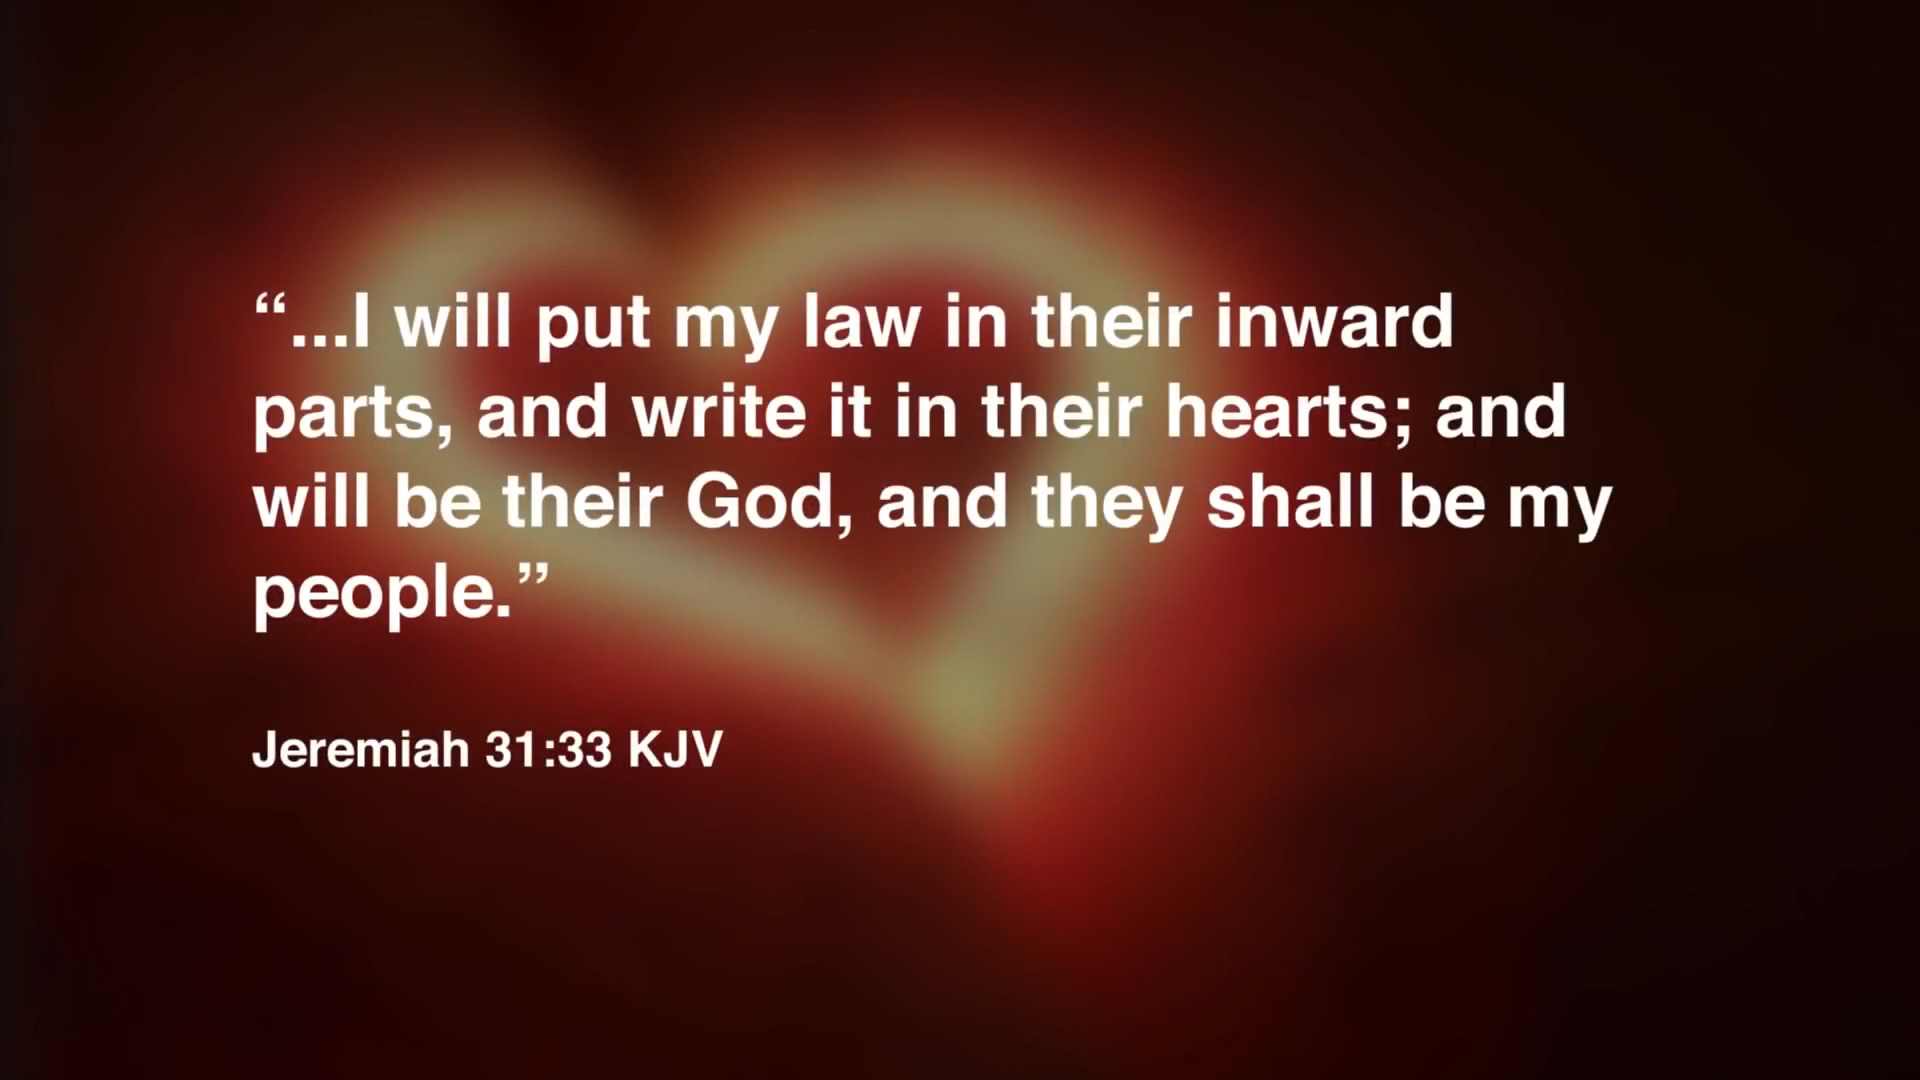 “...I will put my law in their inward
parts, and write it in their hearts; and
will be their God, and they shall be my
people.”
Jeremiah 31:33 KJV